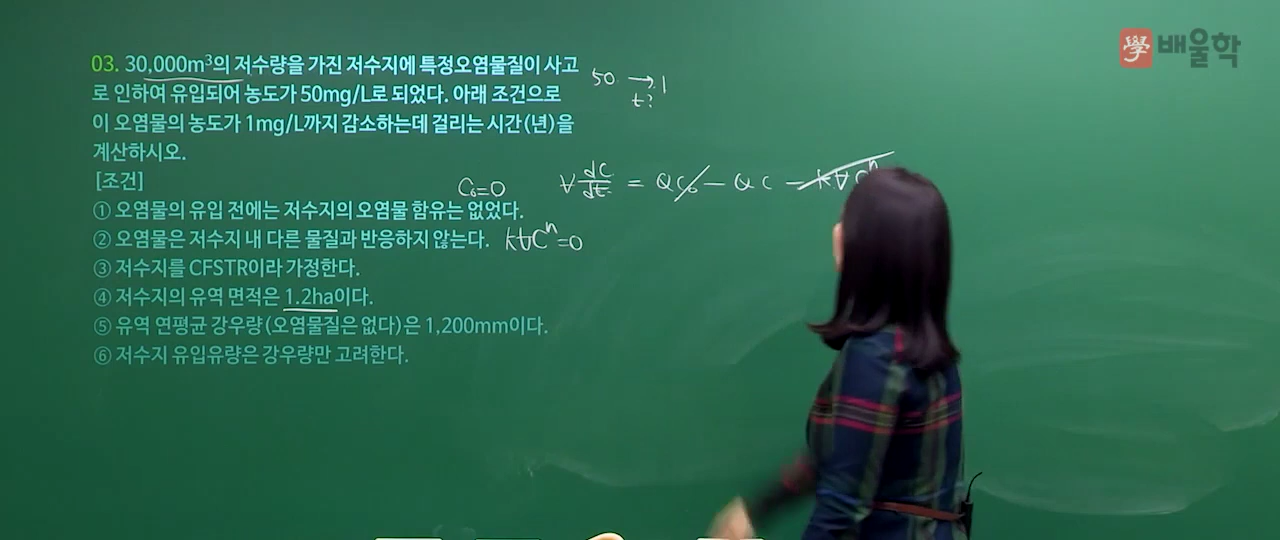 學 배울학
03. 30,000m³의 저수량을 가진 저수지에 특정오염물질이 사고
로 인하여 유입되어 농도가 50mg/L로 되었다. 아래 조건으로
이 오염물의 농도가 1mg/L까지 감소하는데 걸리는 시간(년)을
계산하시오.
[조건]
① 오염물의 유입 전에는 저수지의 오염물 함유는 없었다.
② 오염물은 저수지 내 다른 물질과 반응하지 않는다.
③ 저수지를 CFSTR이라 가정한다.
④ 저수지의 유역 면적은 1.2ha이다.
⑤ 유역 연평균 강우량(오염물질은 없다)은 1,200mm이다.
⑥ 저수지 유입유량은 강우량만 고려한다.
50 → 1
t?
C₀=0
∀ dC/dt = QC₀ - QC - K∀Cⁿ
K∀Cⁿ=0